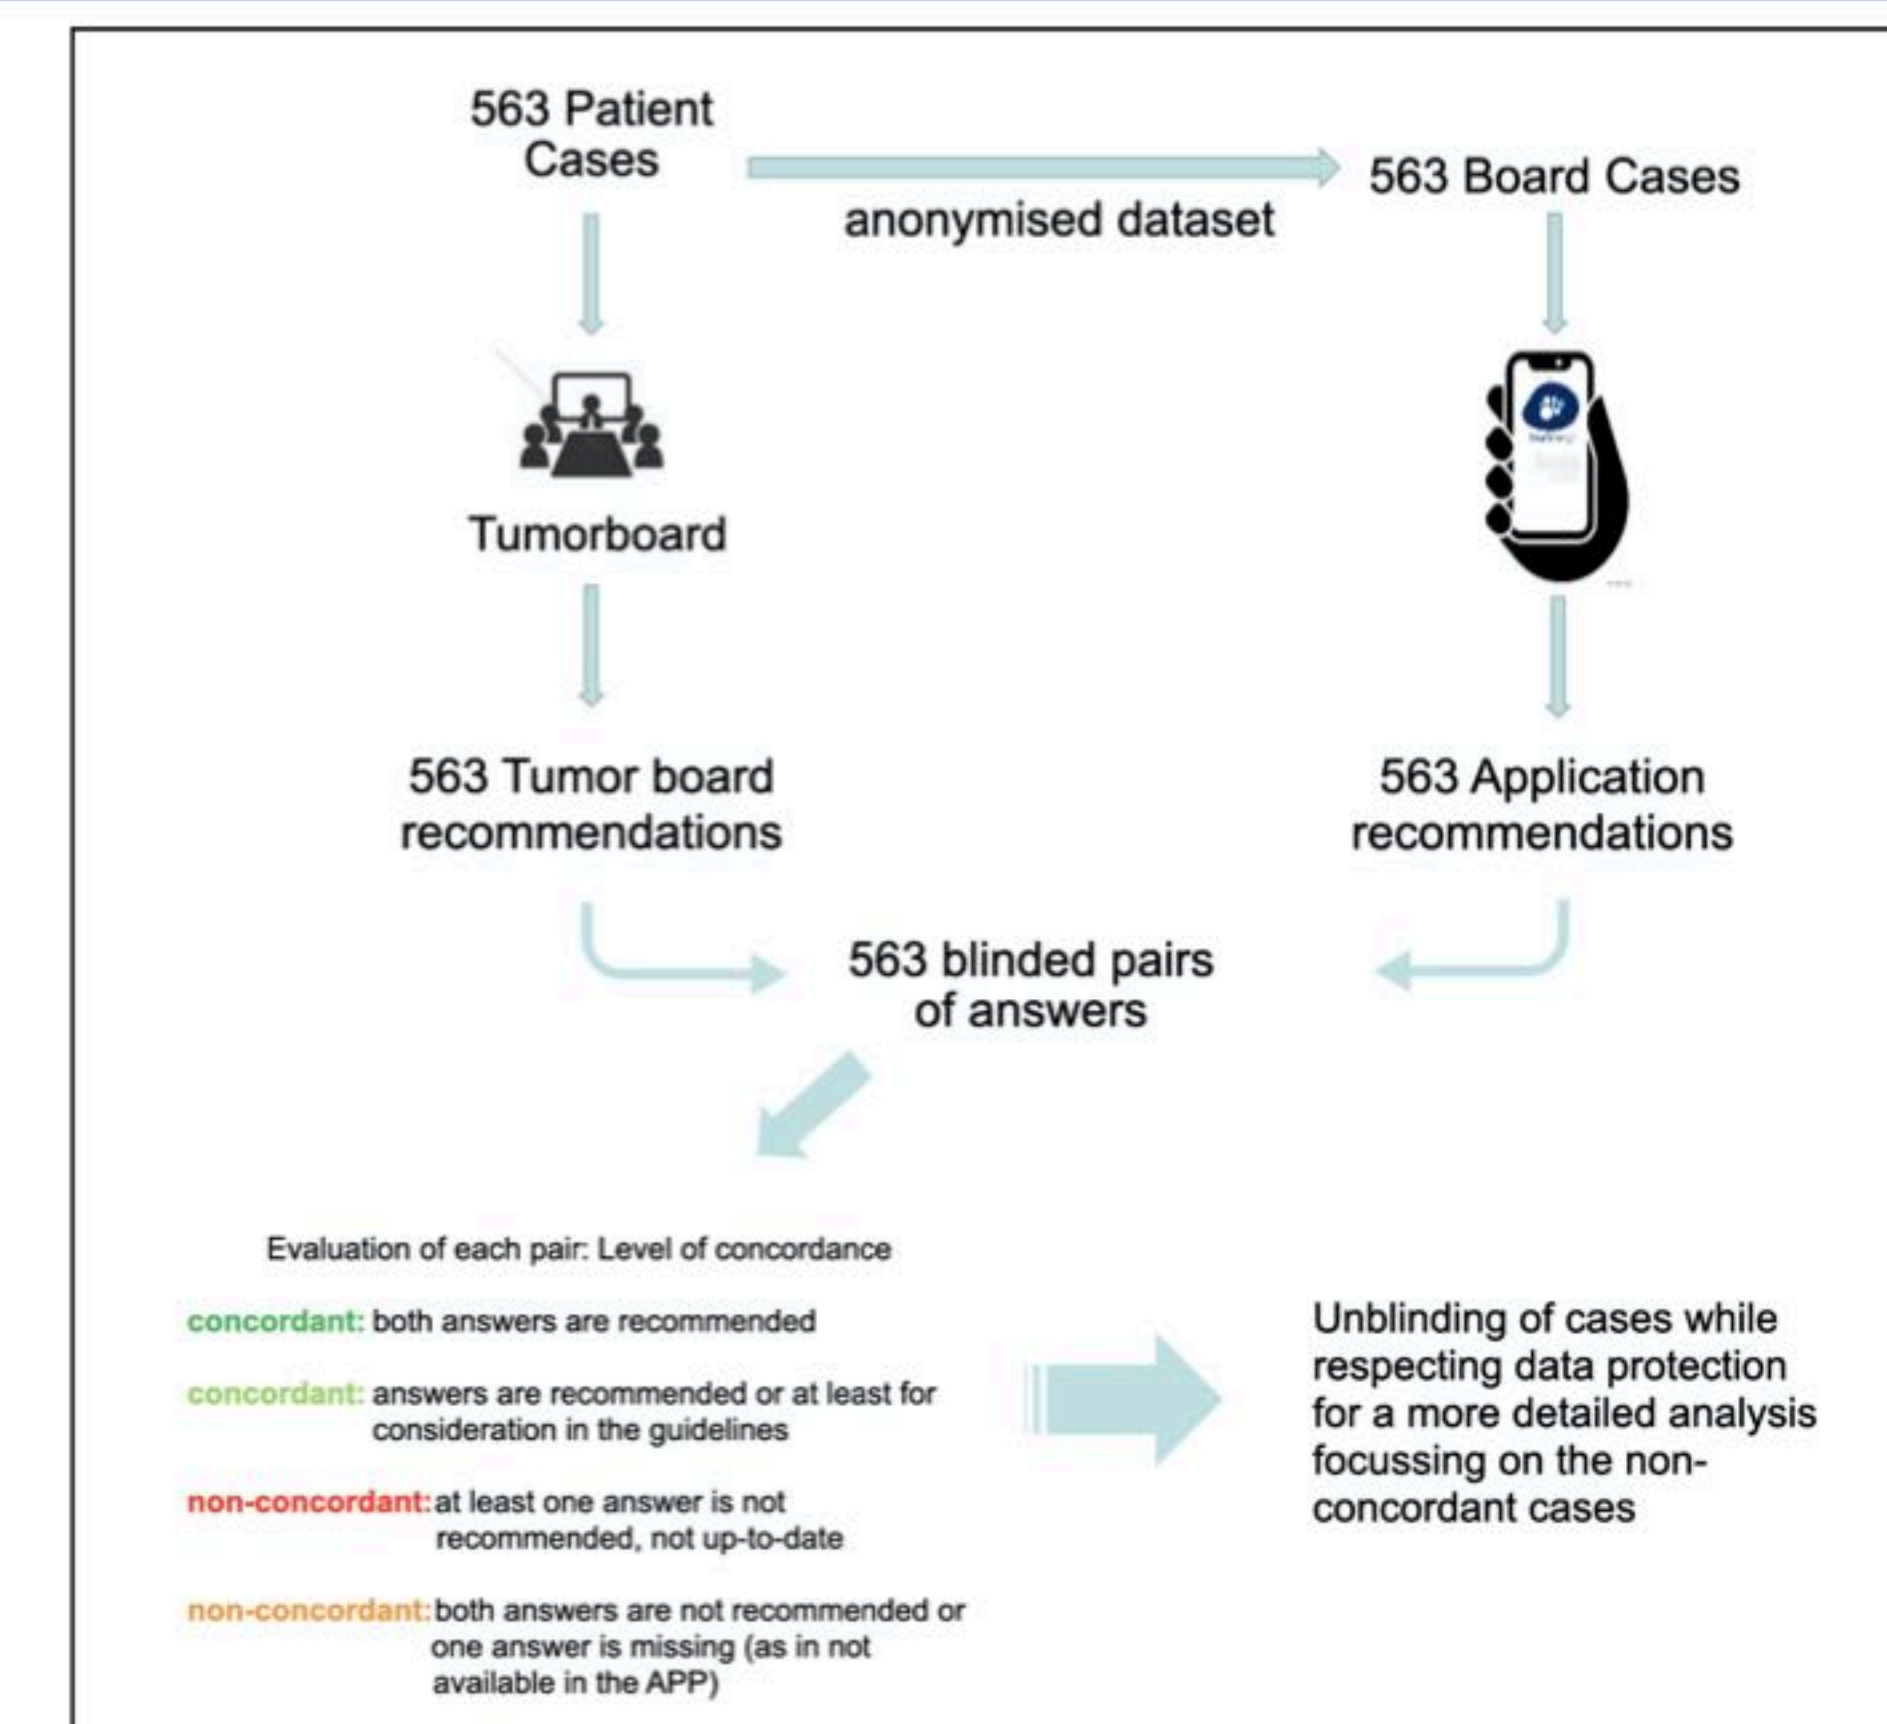 563 Patient
Cases
anonymised dataset
563 Board Cases
Tumorboard
563 Tumor board
recommendations
563 Application
recommendations
563 blinded pairs
of answers
Evaluation of each pair: Level of concordance
concordant: both answers are recommended
concordant: answers are recommended or at least for
consideration in the guidelines
non-concordant: at least one answer is not
recommended, not up-to-date
non-concordant: both answers are not recommended or
one answer is missing (as in not
available in the APP)
Unblinding of cases while
respecting data protection
for a more detailed analysis
focussing on the non-
concordant cases